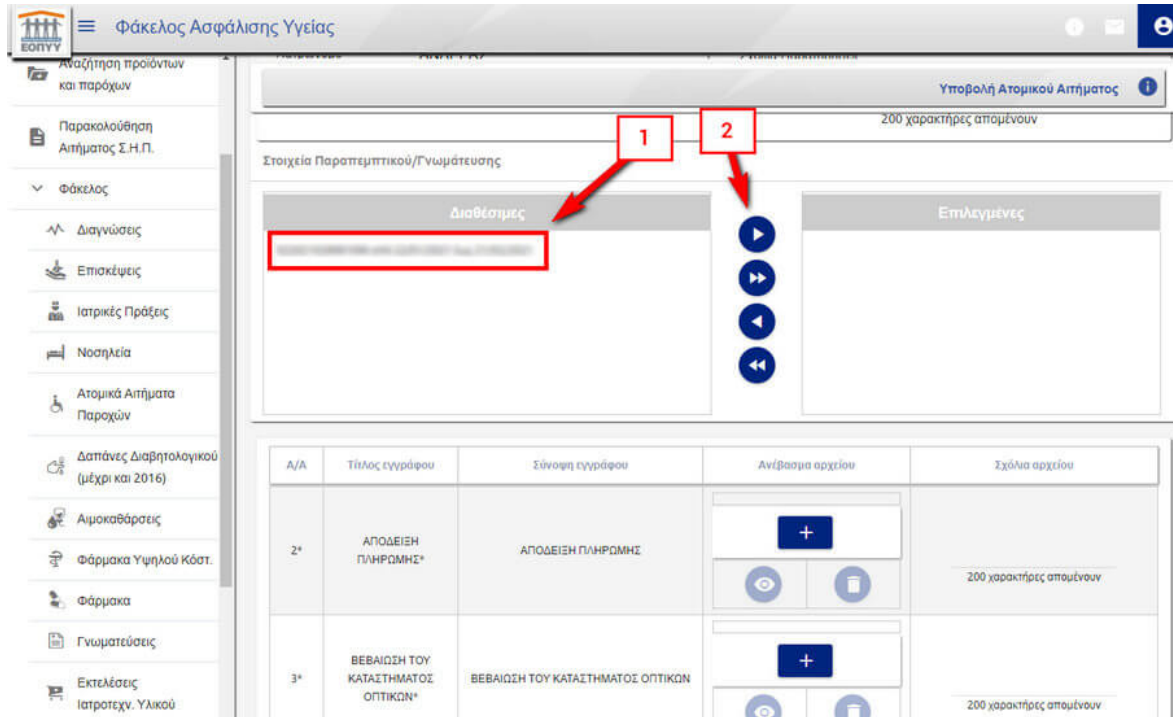 ΕΟΠΥΥ
Φάκελος Ασφάλισης Υγείας
Αναζήτηση προϊόντων
και παρόχων
Παρακολούθηση
Αιτήματος Σ.Η.Π.
Φάκελος
Διαγνώσεις
Επισκέψεις
Ιατρικές Πράξεις
Νοσηλεία
Ατομικά Αιτήματα
Παροχών
Δαπάνες Διαβητολογικού
(μέχρι και 2016)
Αιμοκαθάρσεις
Φάρμακα Υψηλού Κόστ.
Φάρμακα
Γνωματεύσεις
Εκτελέσεις
Ιατροτεχν. Υλικού
Υποβολή Ατομικού Αιτήματος
200 χαρακτήρες απομένουν
1
2
Στοιχεία Παραπεμπτικού/Γνωμάτευσης
Διαθέσιμες
Επιλεγμένες
Α/Α Τίτλος εγγράφου Σύνοψη εγγράφου Ανέβασμα αρχείου Σχόλια αρχείου
2* ΑΠΟΔΕΙΞΗ ΠΛΗΡΩΜΗΣ* ΑΠΟΔΕΙΞΗ ΠΛΗΡΩΜΗΣ
200 χαρακτήρες απομένουν
3* ΒΕΒΑΙΩΣΗ ΤΟΥ ΚΑΤΑΣΤΗΜΑΤΟΣ ΟΠΤΙΚΩΝ* ΒΕΒΑΙΩΣΗ ΤΟΥ ΚΑΤΑΣΤΗΜΑΤΟΣ ΟΠΤΙΚΩΝ
200 χαρακτήρες απομένουν